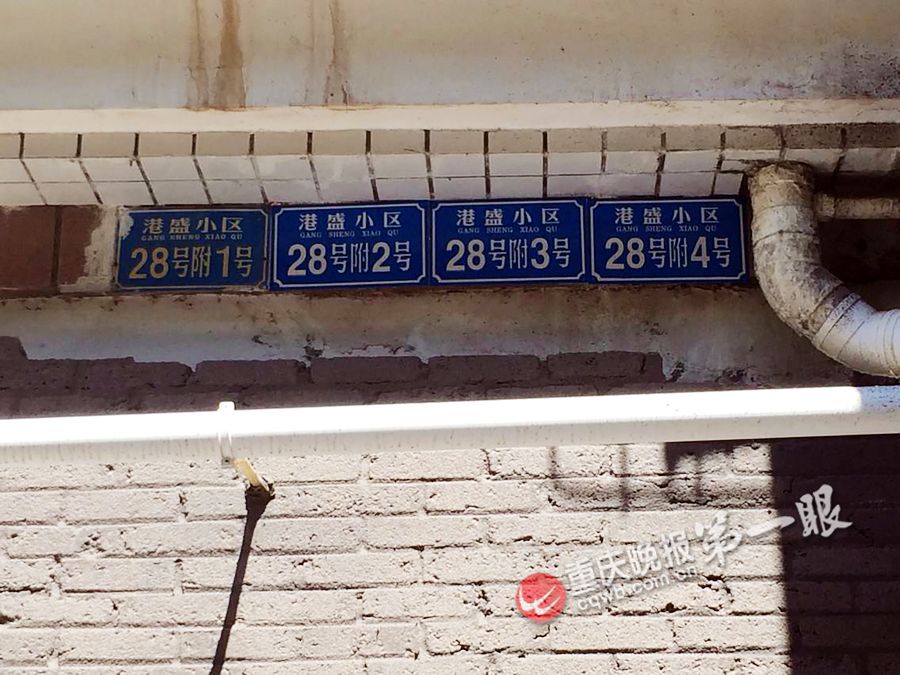 港盛小区
GANG SHENG XIAO QU
28号附1号
港盛小区
GANG SHENG XIAO QU
28号附2号
港盛小区
GANG SHENG XIAO QU
28号附3号
港盛小区
GANG SHENG XIAO QU
28号附4号
重庆晚报 第一眼
cqwb.com.cn